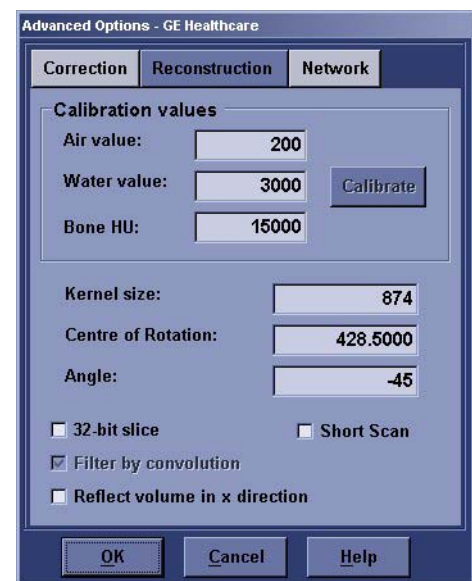 Advanced Options - GE Healthcare
Correction Reconstruction Network
Calibration values
Air value: 200
Water value: 3000 Calibrate
Bone HU: 15000
Kernel size: 874
Centre of Rotation: 428.5000
Angle: -45
32-bit slice Short Scan
Filter by convolution
Reflect volume in x direction
OK Cancel Help